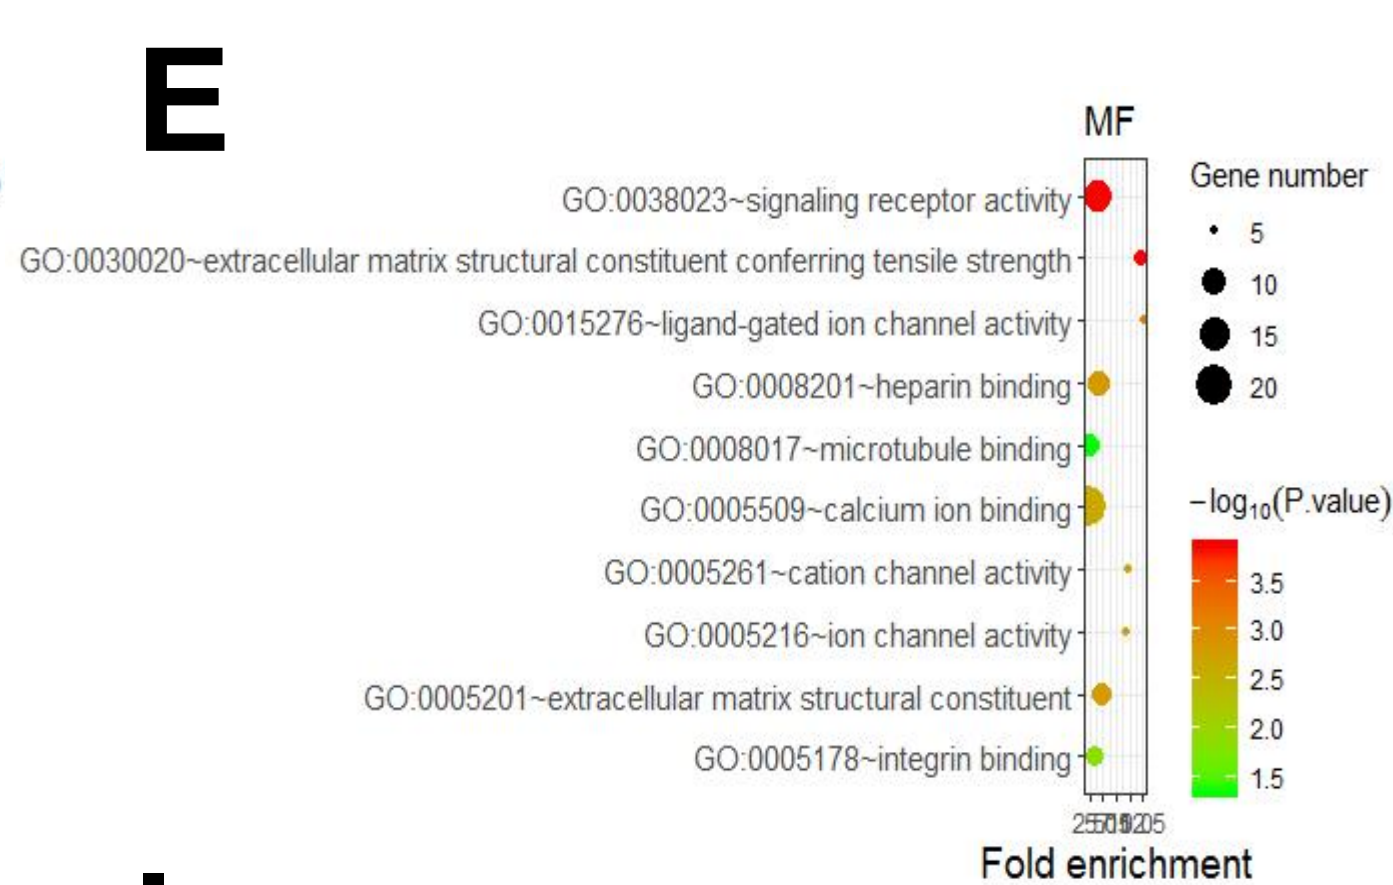 E
MF
GO:0038023~signaling receptor activity
GO:0030020~extracellular matrix structural constituent conferring tensile strength
GO:0015276~ligand-gated ion channel activity
GO:0008201~heparin binding
GO:0008017~microtubule binding
GO:0005509~calcium ion binding
GO:0005261~cation channel activity
GO:0005216~ion channel activity
GO:0005201~extracellular matrix structural constituent
GO:0005178~integrin binding
Fold enrichment
Gene number
5
10
15
20
−log₁₀(P.value)
3.5
3.0
2.5
2.0
1.5